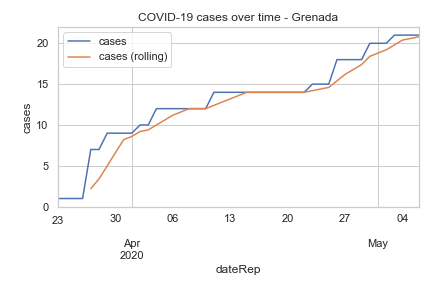 COVID-19 cases over time - Grenada
cases
cases (rolling)
cases
20
15
10
5
0
23 30 06 13 20 27 04
Apr May
2020
dateRep